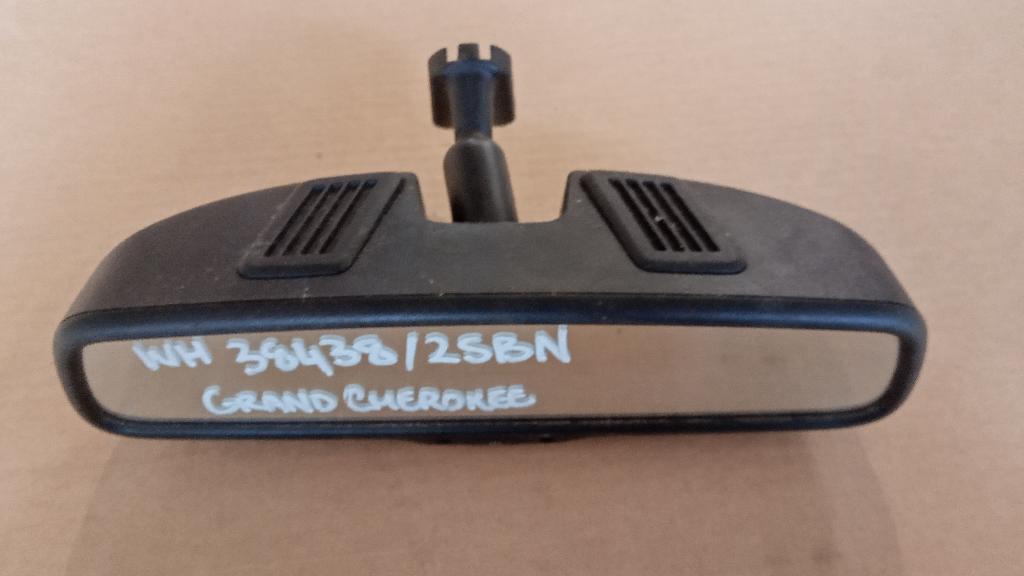 WH 38438/2SBN
GRAND CHEROKEE